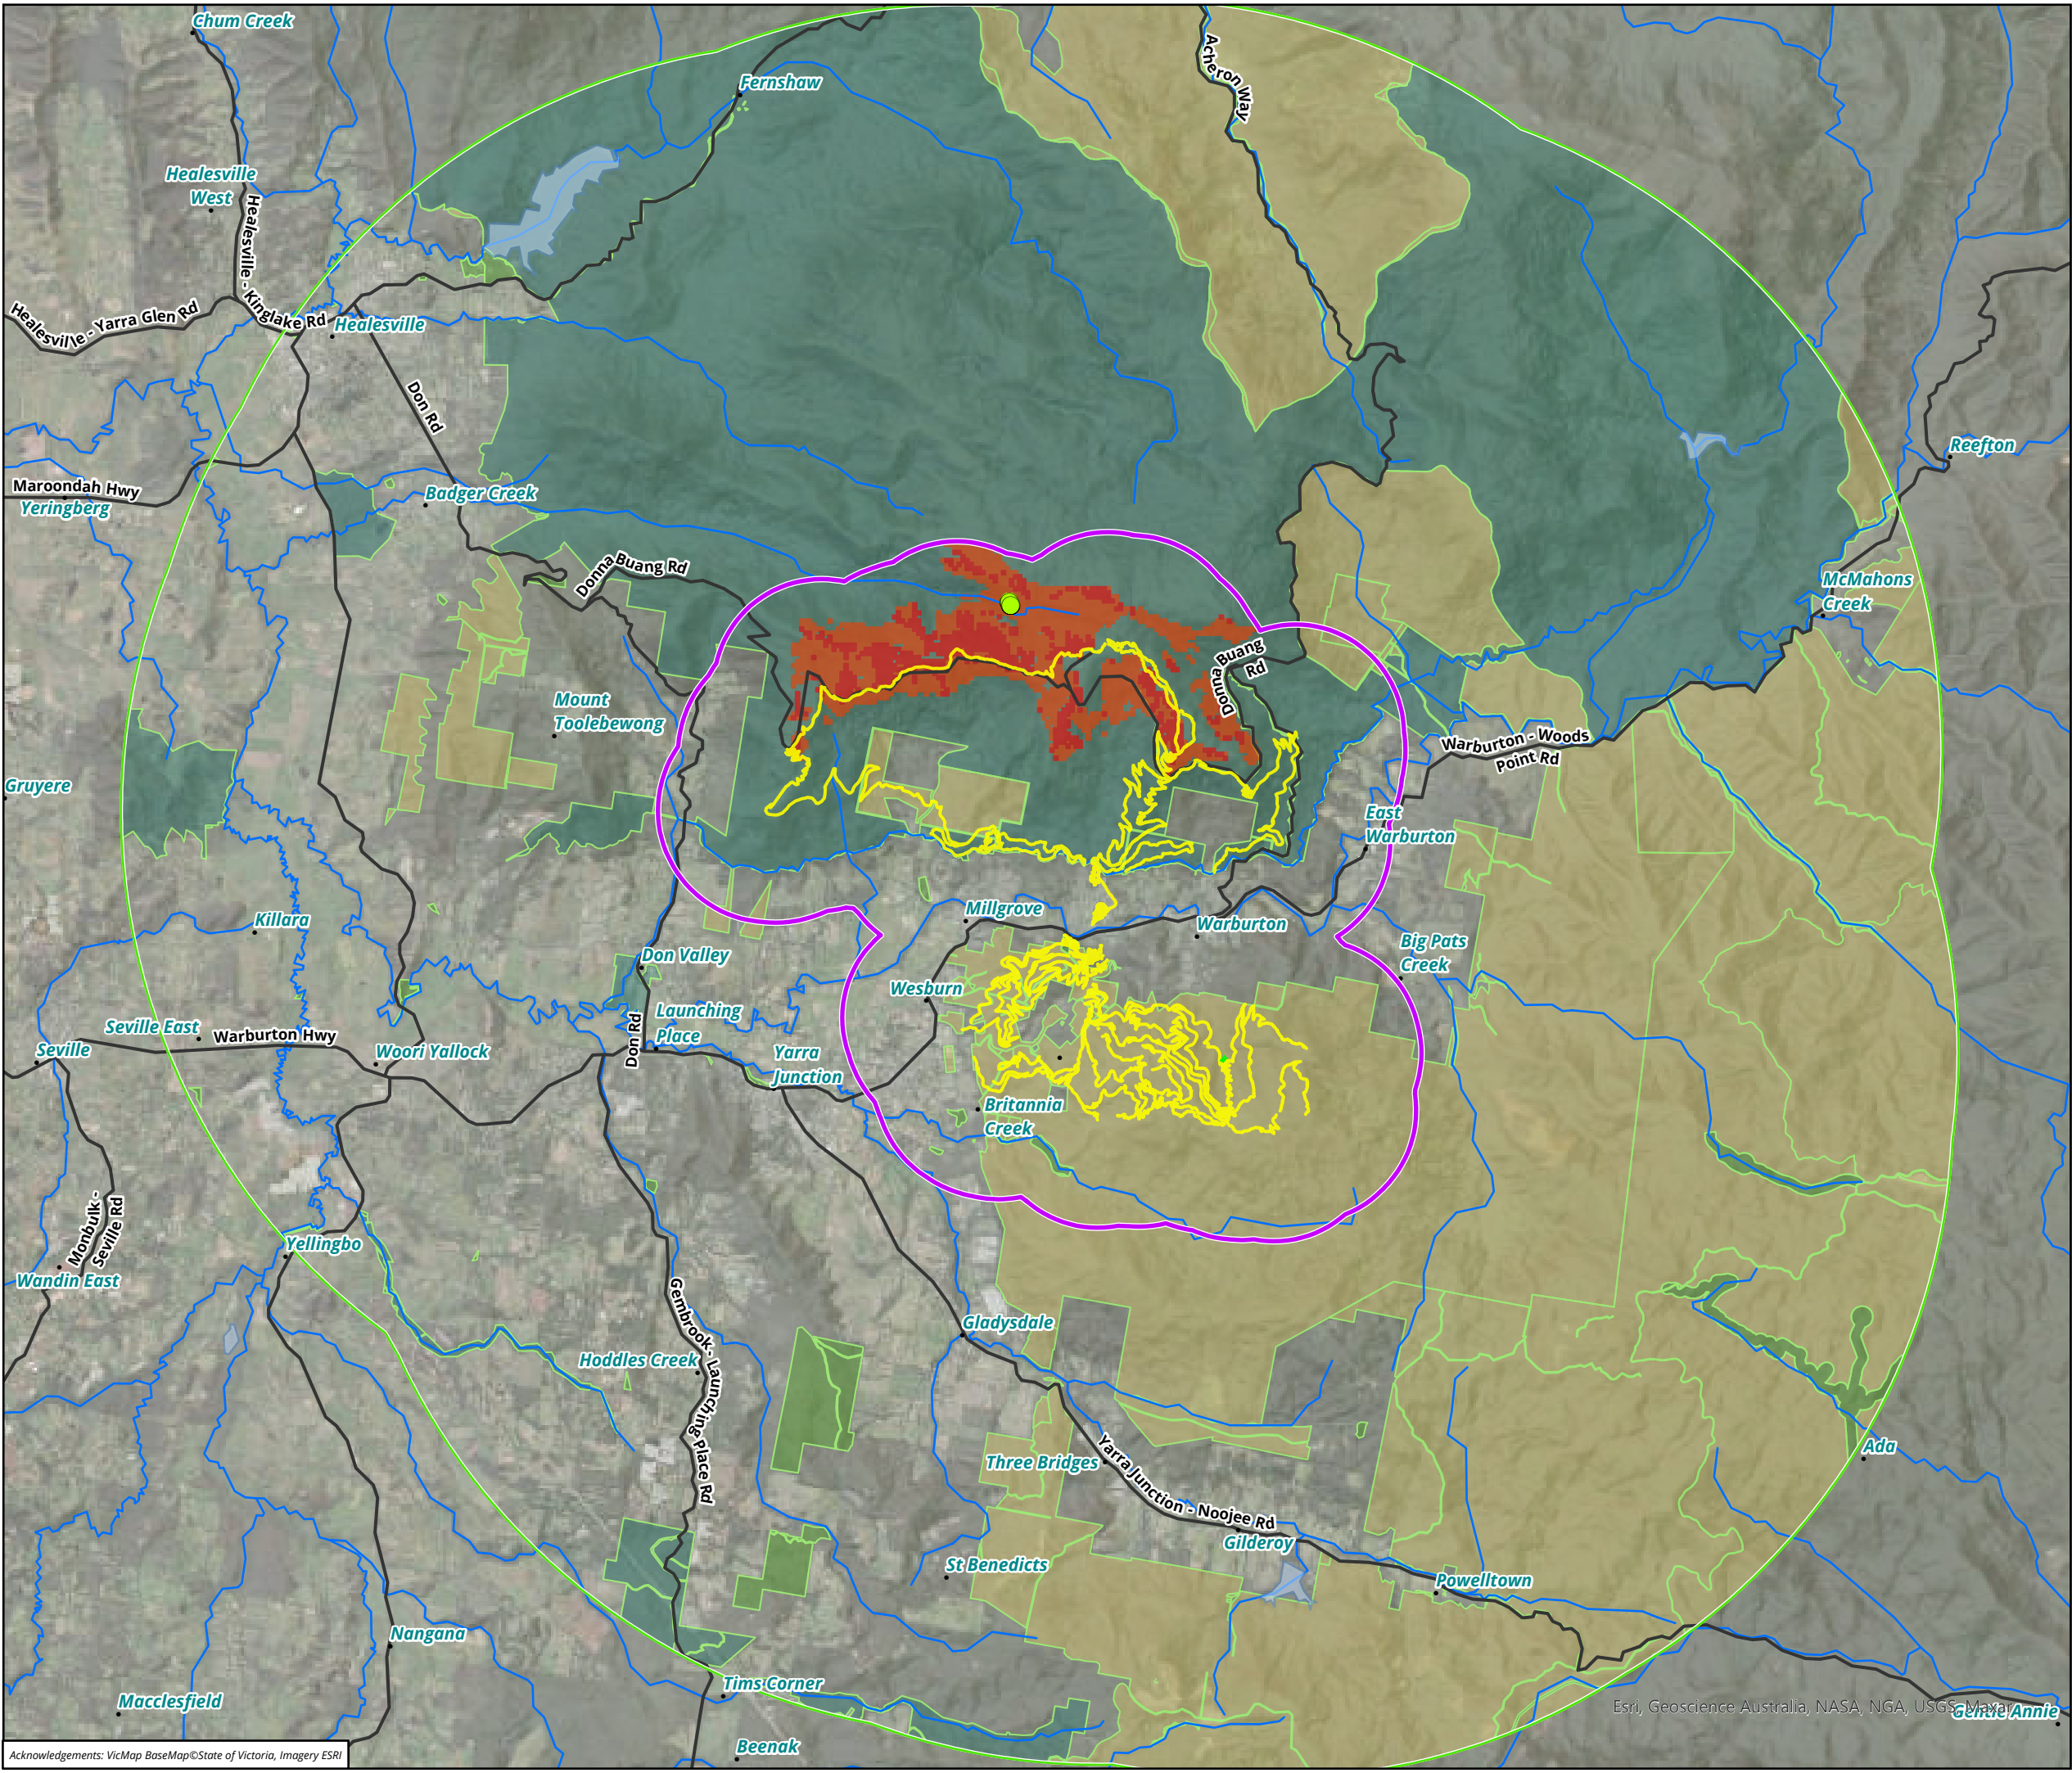 Chum Creek
Fernshaw
Acheron Way
Healesville
West
Healesville - Kinglake Rd
Healesville - Yarra Glen Rd
Healesville
Don Rd
Maroondah Hwy
Yeringberg
Badger Creek
Reefton
Donna Buang Rd
McMahons
Creek
Donna Buang
Rd
Mount
Toolebewong
Warburton - Woods
Point Rd
Gruyere
East
Warburton
Killara
Millgrove
Warburton
Big Pats
Creek
Don Valley
Wesburn
Launching
Place
Seville East
Warburton Hwy
Don Rd
Seville
Woori Yallock
Yarra
Junction
Britannia
Creek
Monbulk -
Seville Rd
Yellingbo
Wandin East
Gembrook - Launching Place Rd
Gladysdale
Hoddles Creek
Three Bridges
Yarra Junction - Noojee Rd
Ada
Gilderoy
St Benedicts
Powelltown
Nangana
Tims Corner
Macclesfield
Esri, Geoscience Australia, NASA, NGA, USGS, Maxar
Gentle Annie
Beenak
Acknowledgements: VicMap BaseMap©State of Victoria, Imagery ESRI